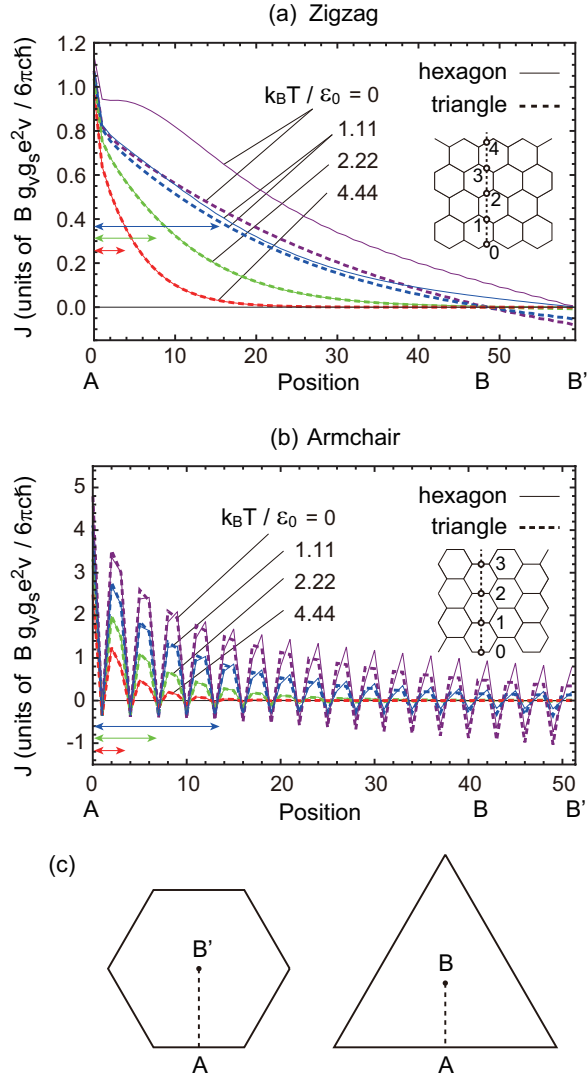 (a) Zigzag
J (units of B gᵥgₛe²v / 6πcħ)
1.2
1.0
0.8
0.6
0.4
0.2
0.0
k_BT / ε₀ = 0
1.11
2.22
4.44
hexagon
triangle
4
3
2
1
0
0 10 20 30 40 50
A Position B B'
(b) Armchair
J (units of B gᵥgₛe²v / 6πcħ)
5
4
3
2
1
0
-1
k_BT / ε₀ = 0
1.11
2.22
4.44
hexagon
triangle
3
2
1
0
0 10 20 30 40 50
A Position B B'
(c)
B'
A
B
A